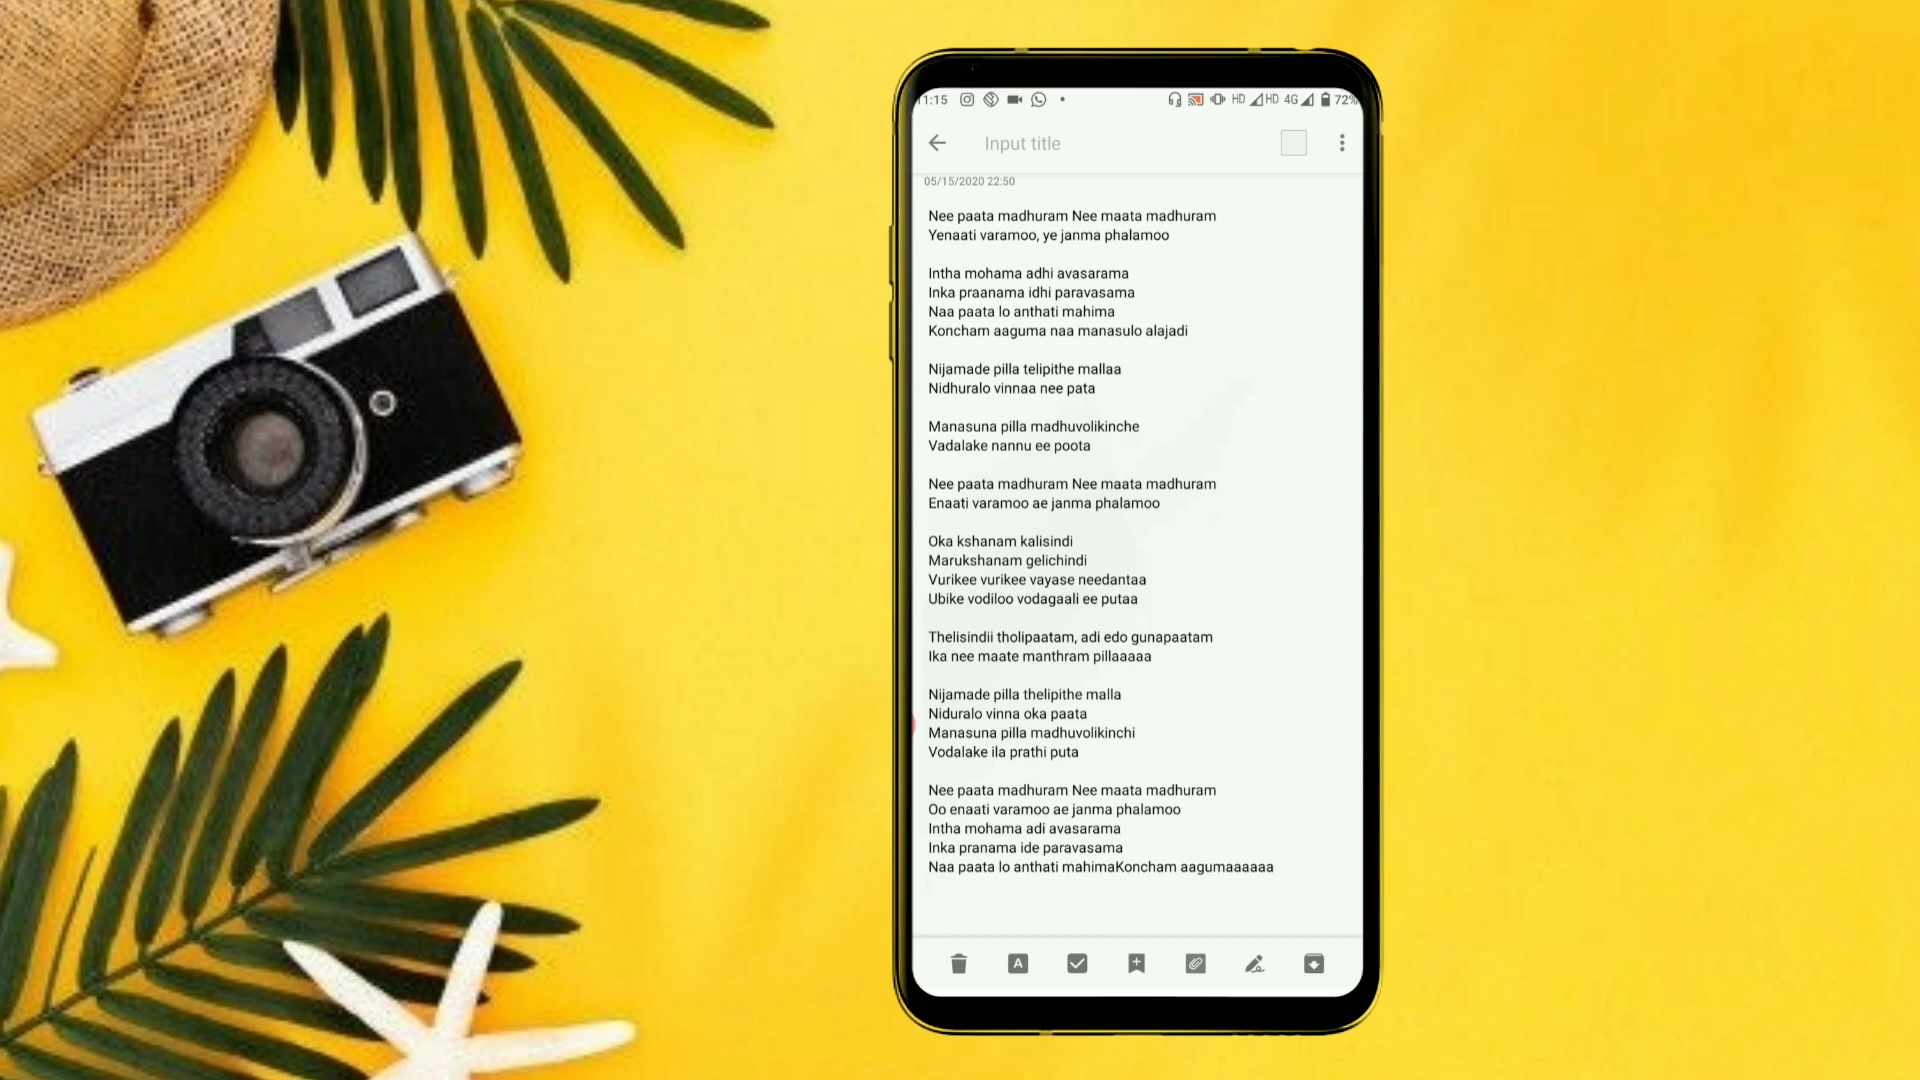 11:15 HD HD 4G 72%
Input title
05/15/2020 22:50
Nee paata madhuram Nee maata madhuram
Yenaati varamoo, ye janma phalamoo
Intha mohama adhi avasarama
Inka praanama idhi paravasama
Naa paata lo anthati mahima
Koncham aaguma naa manasulo alajadi
Nijamade pilla telipithe mallaa
Nidhuralo vinnaa nee pata
Manasuna pilla madhuvolikinche
Vadalake nannu ee poota
Nee paata madhuram Nee maata madhuram
Enaati varamoo ae janma phalamoo
Oka kshanam kalisindi
Marukshanam gelichindi
Vurikee vurikee vayase needantaa
Ubike vodiloo vodagaali ee putaa
Thelisindii tholipaatam, adi edo gunapaatam
Ika nee maate manthram pillaaaaa
Nijamade pilla thelipithe malla
Niduralo vinna oka paata
Manasuna pilla madhuvolikinchi
Vodalake ila prathi puta
Nee paata madhuram Nee maata madhuram
Oo enaati varamoo ae janma phalamoo
Intha mohama adi avasarama
Inka pranama ide paravasama
Naa paata lo anthati mahimaKoncham aagumaaaaaa
A